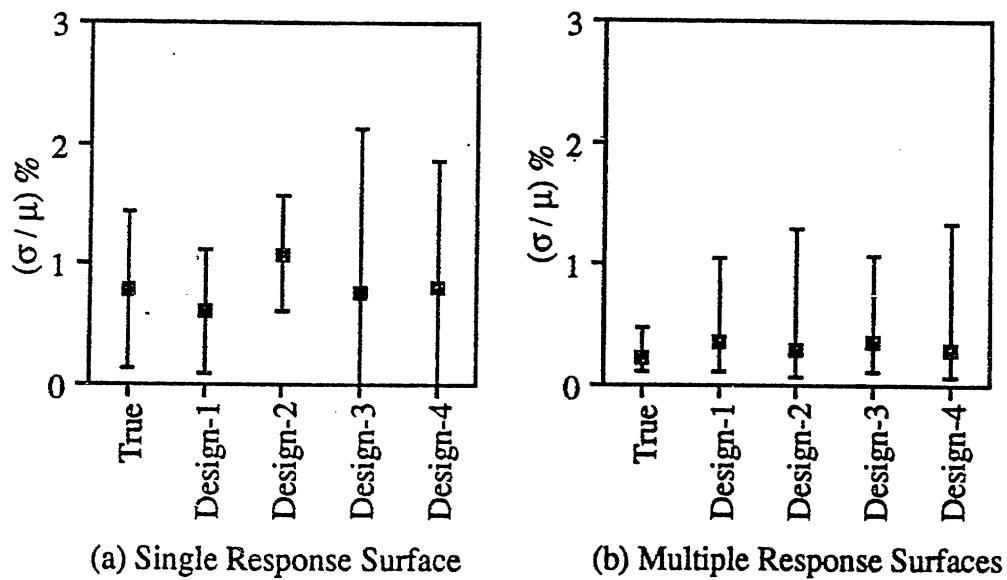 3
2
1
0
(σ / μ) %
True
Design-1
Design-2
Design-3
Design-4
(a) Single Response Surface
3
2
1
0
(σ / μ) %
True
Design-1
Design-2
Design-3
Design-4
(b) Multiple Response Surfaces